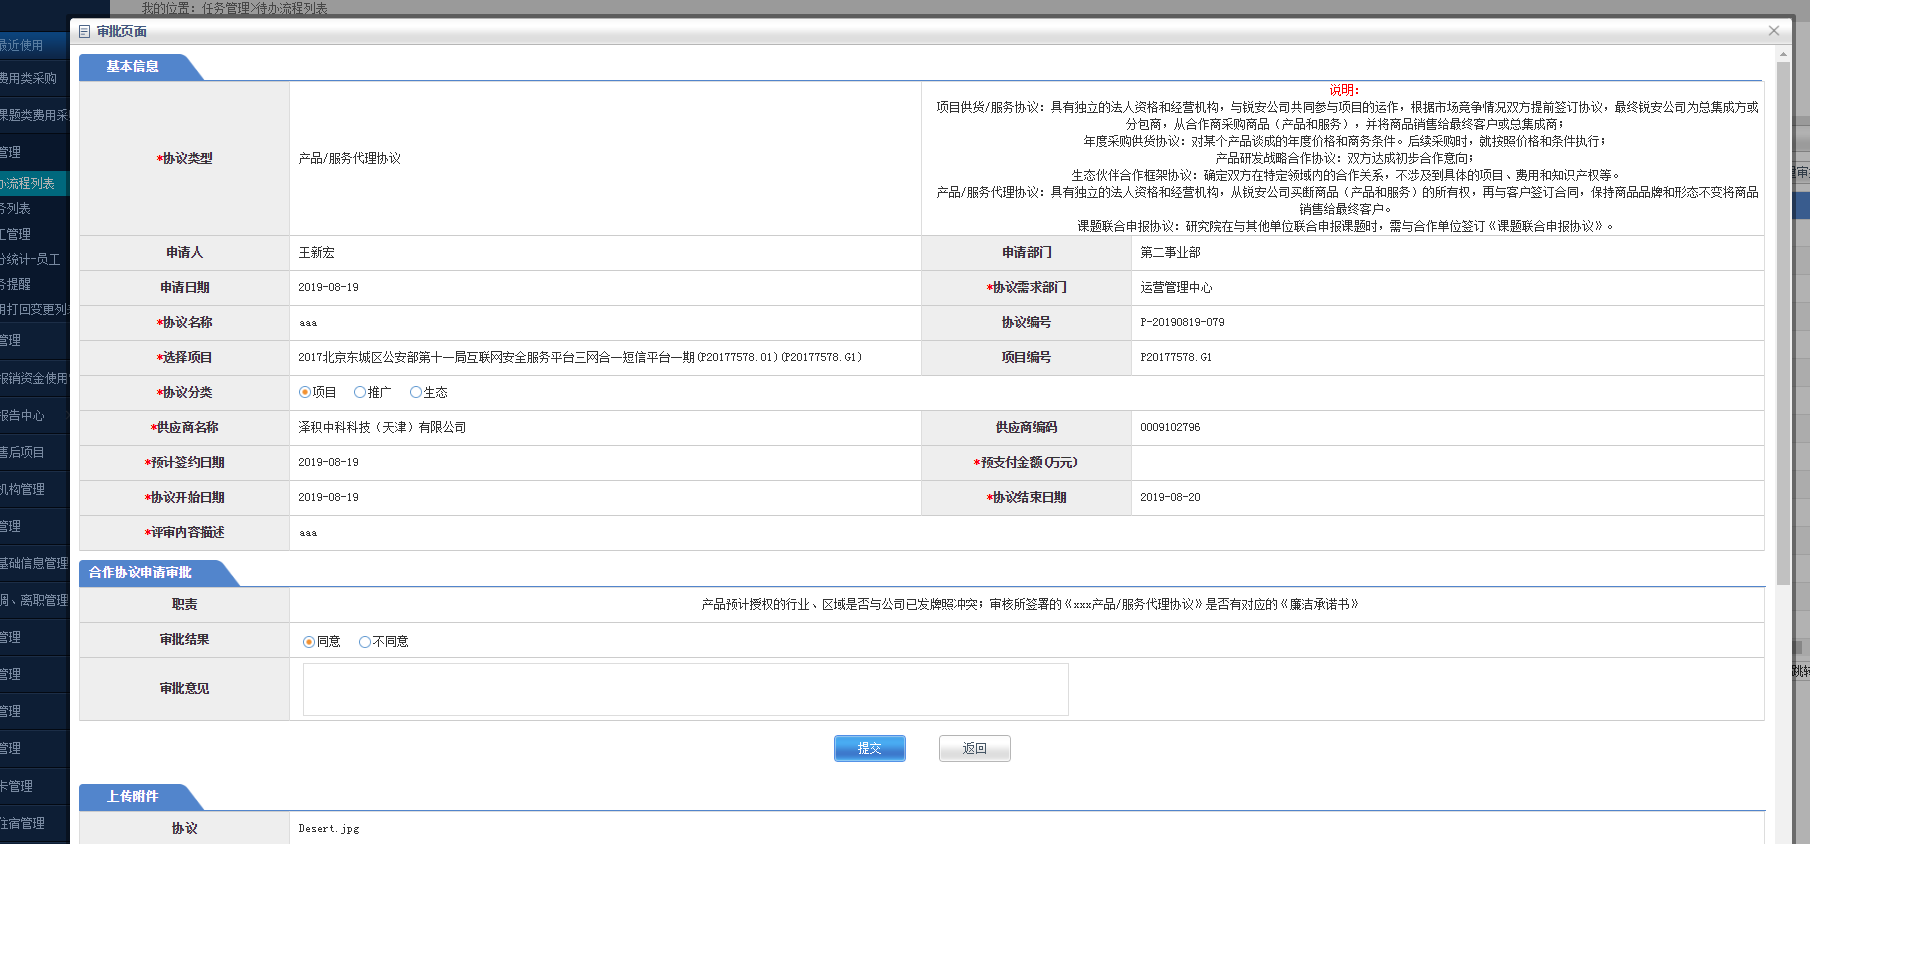 我的位置：任务管理>待办流程列表
审批页面
最近使用
费用类采购
课题类费用采
管理
办流程列表
务列表
工管理
分统计-员工
务提醒
用打回变更列
管理
报销资金使用
报告中心
售后项目
机构管理
管理
基础信息管理
调、离职管理
管理
管理
管理
管理
卡管理
住宿管理
基本信息
*协议类型
产品/服务代理协议
说明：
项目供货/服务协议：具有独立的法人资格和经营机构，与锐安公司共同参与项目的运作，根据市场竞争情况双方提前签订协议，最终锐安公司为总集成方或
分包商，从合作商采购商品（产品和服务），并将商品销售给最终客户或总集成商；
年度采购供货协议：对某个产品谈成的年度价格和商务条件。后续采购时，就按照价格和条件执行；
产品研发战略合作协议：双方达成初步合作意向；
生态伙伴合作框架协议：确定双方在特定领域内的合作关系，不涉及到具体的项目、费用和知识产权等。
产品/服务代理协议：具有独立的法人资格和经营机构，从锐安公司买断商品（产品和服务）的所有权，再与客户签订合同，保持商品品牌和形态不变将商品
销售给最终客户。
课题联合申报协议：研究院在与其他单位联合申报课题时，需与合作单位签订《课题联合申报协议》。
申请人 王新宏 申请部门 第二事业部
申请日期 2019-08-19 *协议需求部门 运营管理中心
*协议名称 aaa 协议编号 P-20190819-079
*选择项目 2017北京东城区公安部第十一局互联网安全服务平台三网合一短信平台一期(P20177578.01)(P20177578.G1) 项目编号 P20177578.G1
*协议分类 项目 推广 生态
*供应商名称 泽积中科科技（天津）有限公司 供应商编码 0009102796
*预计签约日期 2019-08-19 *预支付金额(万元)
*协议开始日期 2019-08-19 *协议结束日期 2019-08-20
*评审内容描述 aaa
合作协议申请审批
职责 产品预计授权的行业、区域是否与公司已发牌照冲突；审核所签署的《xxx产品/服务代理协议》是否有对应的《廉洁承诺书》
审批结果 同意 不同意
审批意见
提交 返回
上传附件
协议 Desert.jpg
跳转